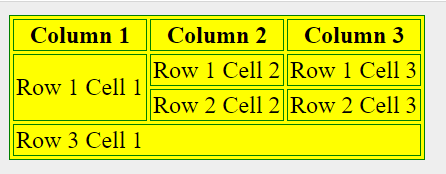 Column 1 Column 2 Column 3
Row 1 Cell 1 Row 1 Cell 2 Row 1 Cell 3
Row 2 Cell 2 Row 2 Cell 3
Row 3 Cell 1